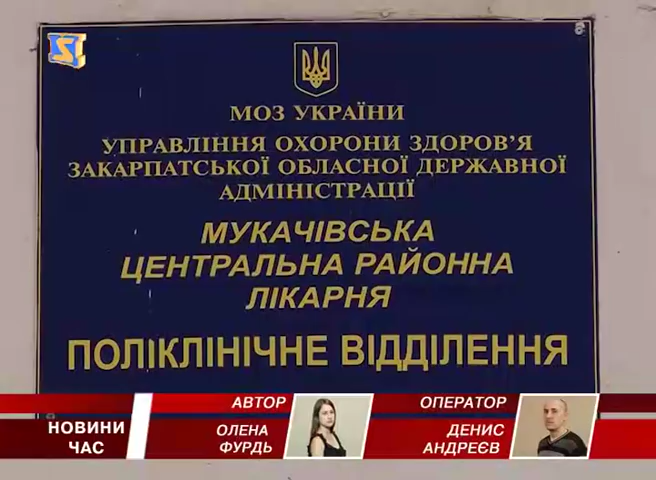 МОЗ УКРАЇНИ
УПРАВЛІННЯ ОХОРОНИ ЗДОРОВ'Я
ЗАКАРПАТСЬКОЇ ОБЛАСНОЇ ДЕРЖАВНОЇ
АДМІНІСТРАЦІЇ
МУКАЧІВСЬКА
ЦЕНТРАЛЬНА РАЙОННА
ЛІКАРНЯ
ПОЛІКЛІНІЧНЕ ВІДДІЛЕННЯ
НОВИНИ
ЧАС
АВТОР
ОЛЕНА
ФУРДЬ
ОПЕРАТОР
ДЕНИС
АНДРЕЄВ